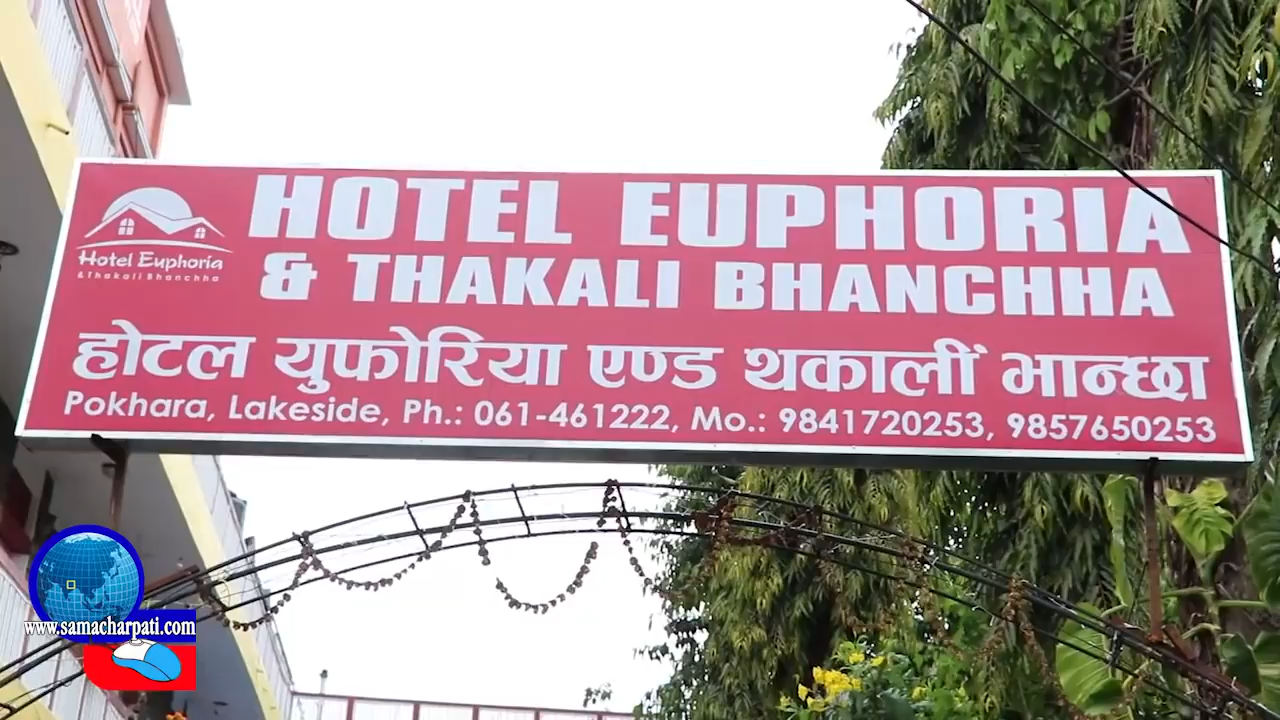 HOTEL EUPHORIA
& THAKALI BHANCHHA
Hotel Euphoria
& Thakali Bhanchha
होटल युफोरिया एण्ड थकाली भान्छा
Pokhara, Lakeside, Ph.: 061-461222, Mo.: 9841720253, 9857650253
www.samacharpati.com